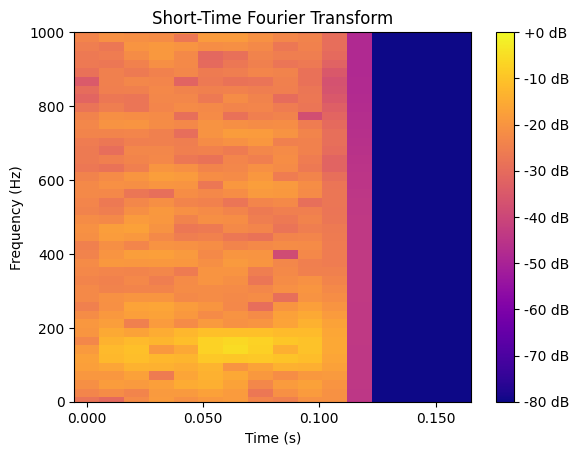 Short-Time Fourier Transform
Frequency (Hz)
1000
800
600
400
200
0
0.000
0.050
0.100
0.150
Time (s)
+0 dB
-10 dB
-20 dB
-30 dB
-40 dB
-50 dB
-60 dB
-70 dB
-80 dB